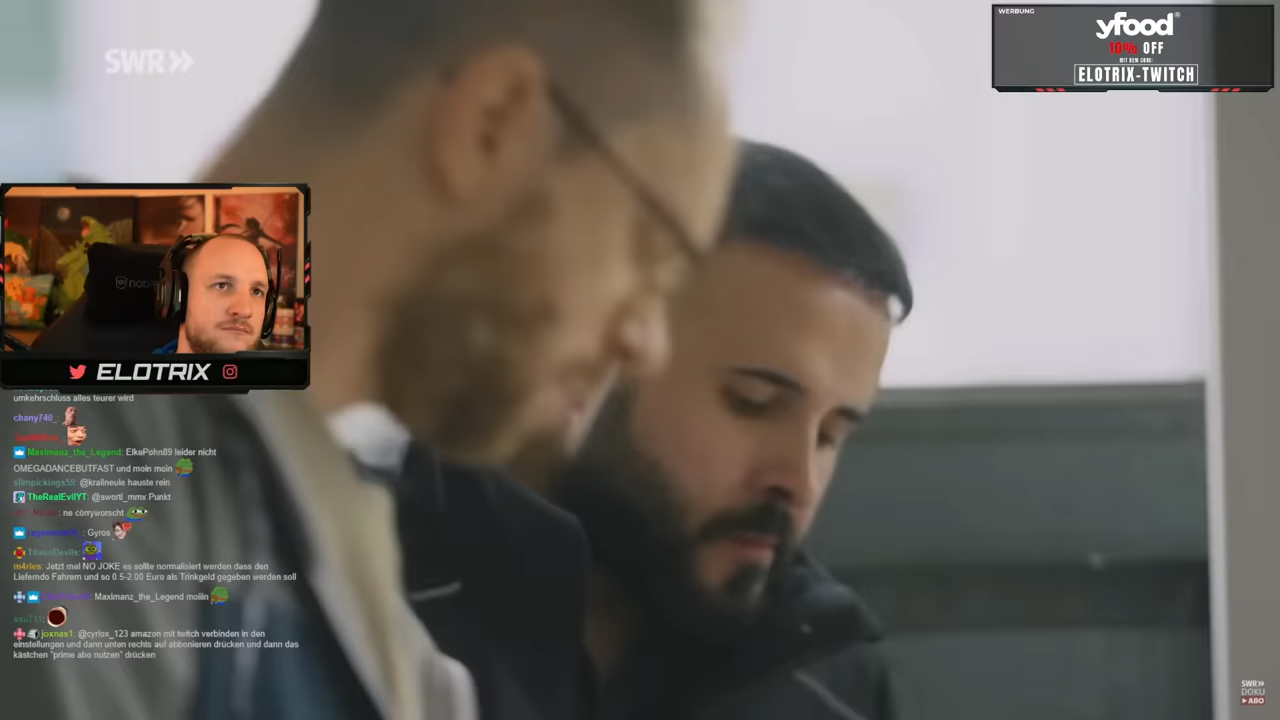 SWR»
WERBUNG
yfood®
10% OFF
MIT DEM CODE:
ELOTRIX-TWITCH
ELOTRIX
umkehrschluss alles teurer wird
chany740_:
Maximanz_the_Legend: ElkePohn89 leider nicht
OMEGADANCEBUTFAST und moin moin
slimpickings59: @kralineule hauste rein
TheRealEvilYT: @sworti_mmx Punkt
ne cörryworscht
: Gyros
TitanoDevils:
m4rles: Jetzt mal NO JOKE es sollte normalisiert werden dass den
Lieferndo Fahrern und so 0.5-2.00 Euro als Trinkgeld gegeben werden soll
Maximanz_the_Legend moiiin
joxnas1: @cyrlox_123 amazon mit twitch verbinden in den
einstellungen und dann unten rechts auf abbonieren drücken und dann das
kästchen "prime abo nutzen" drücken
SWR»
DOKU
ABO